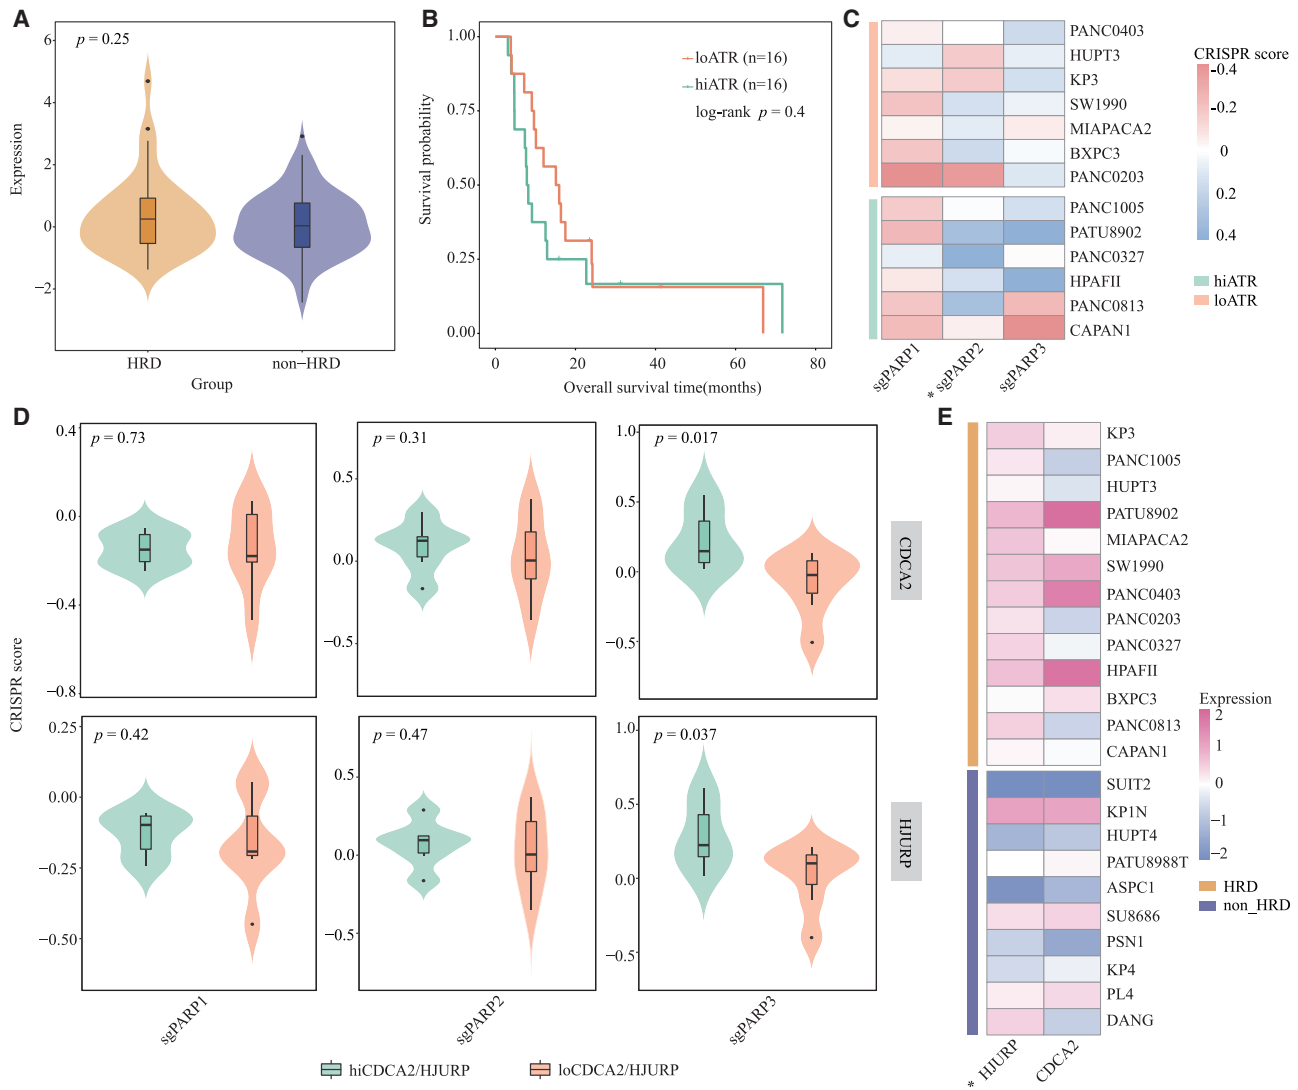 A
p = 0.25
Expression
6
4
2
0
−2
HRD
non−HRD
Group
B
Survival probability
1.00
0.75
0.50
0.25
0.00
loATR (n=16)
hiATR (n=16)
log-rank p = 0.4
0
20
40
60
80
Overall survival time(months)
C
PANC0403
HUPT3
KP3
SW1990
MIAPACA2
BXPC3
PANC0203
PANC1005
PATU8902
PANC0327
HPAFII
PANC0813
CAPAN1
sgPARP1
* sgPARP2
sgPARP3
CRISPR score
-0.4
-0.2
0
0.2
0.4
hiATR
loATR
D
CRISPR score
p = 0.73
0.4
0.0
−0.4
−0.8
p = 0.31
0.5
0.0
−0.5
p = 0.017
1.0
0.5
0.0
−0.5
CDCA2
p = 0.42
0.25
0.00
−0.25
−0.50
p = 0.47
0.5
0.0
−0.5
p = 0.037
1.0
0.5
0.0
−0.5
HJURP
sgPARP1
sgPARP2
sgPARP3
hiCDCA2/HJURP
loCDCA2/HJURP
E
KP3
PANC1005
HUPT3
PATU8902
MIAPACA2
SW1990
PANC0403
PANC0203
PANC0327
HPAFII
BXPC3
PANC0813
CAPAN1
SUIT2
KP1N
HUPT4
PATU8988T
ASPC1
SU8686
PSN1
KP4
PL4
DANG
* HJURP
CDCA2
Expression
2
1
0
−1
−2
HRD
non_HRD